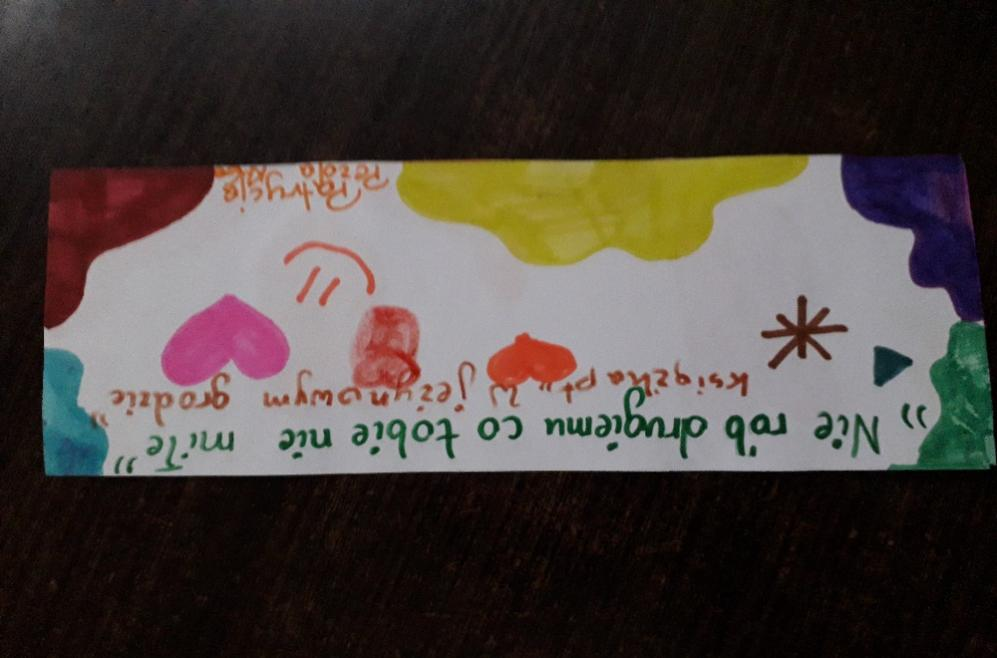 „Nie rób drugiemu co tobie nie miłe”
książka pt„ W jeżynowym grodzie”
Patrycja